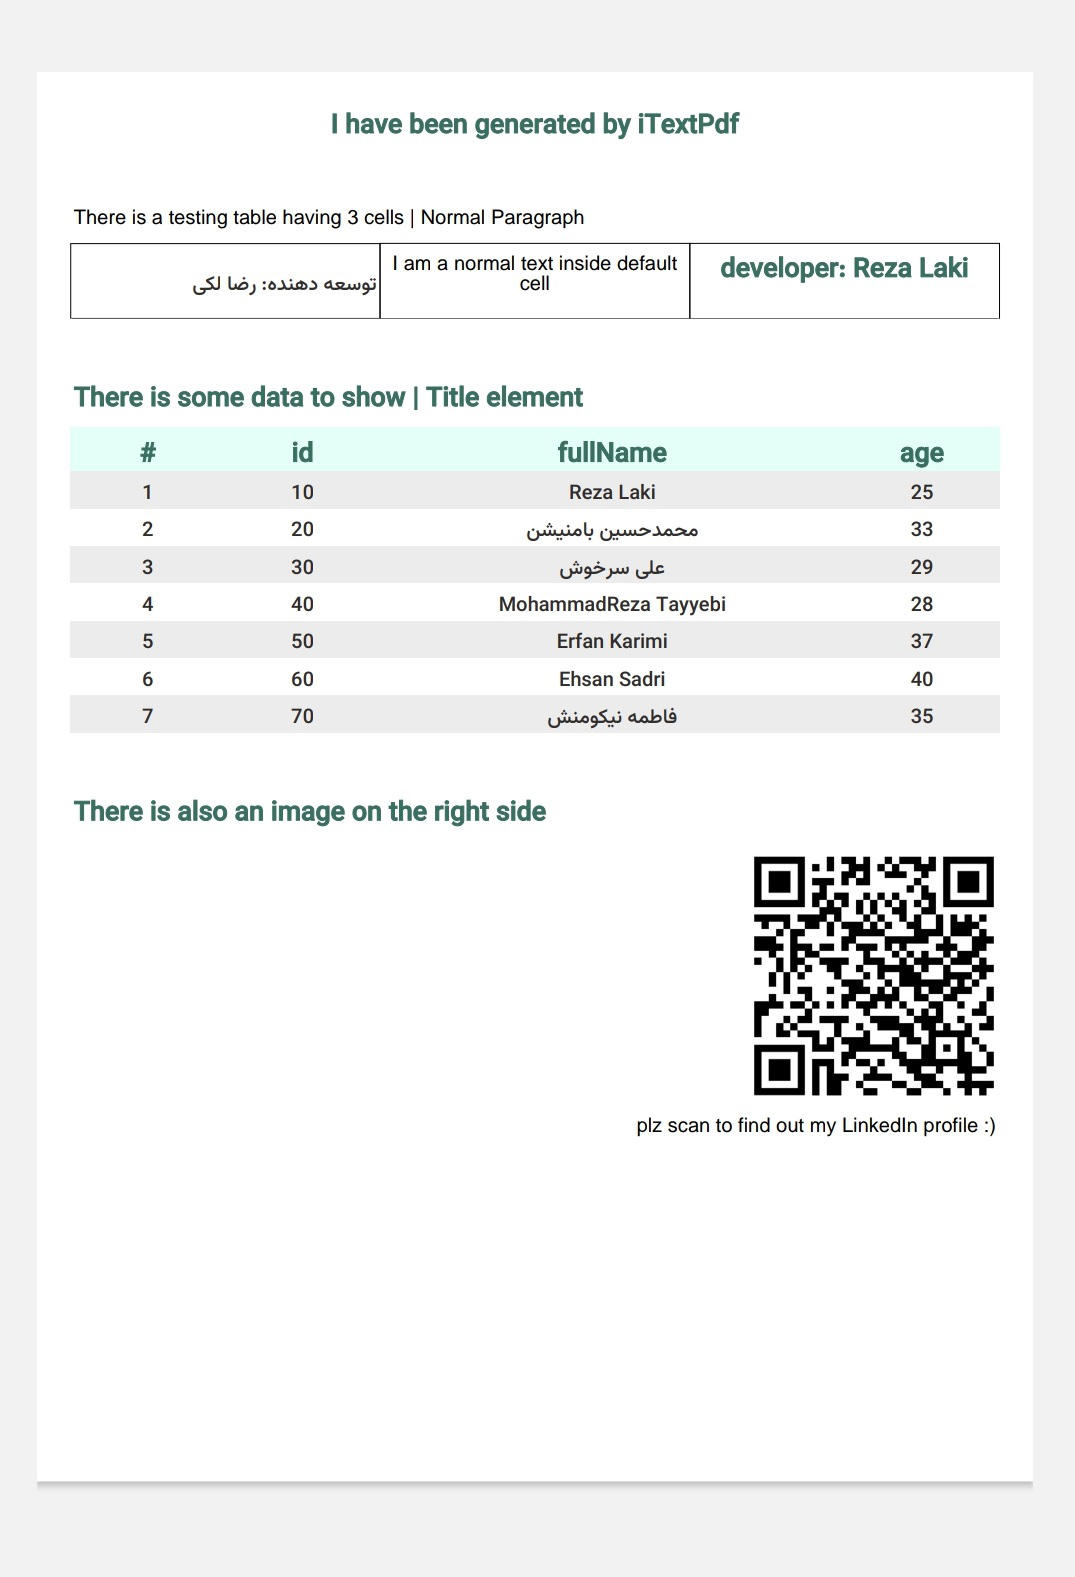 I have been generated by iTextPdf
There is a testing table having 3 cells | Normal Paragraph
توسعه دهنده: رضا لکی
I am a normal text inside default
cell
developer: Reza Laki
There is some data to show | Title element
# id fullName age
1 10 Reza Laki 25
2 20 محمدحسین بامنیشن 33
3 30 علی سرخوش 29
4 40 MohammadReza Tayyebi 28
5 50 Erfan Karimi 37
6 60 Ehsan Sadri 40
7 70 فاطمه نیکومنش 35
There is also an image on the right side
plz scan to find out my LinkedIn profile :)